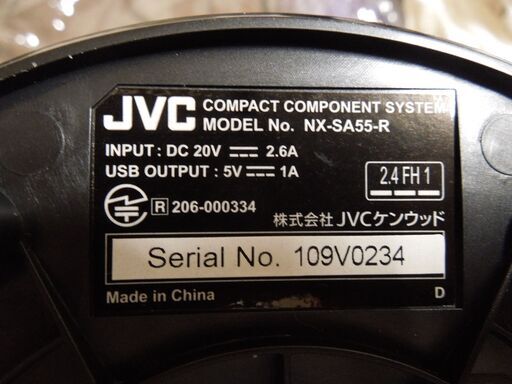 JVC COMPACT COMPONENT SYSTEM
MODEL No. NX-SA55-R
INPUT : DC 20V ⎓ 2.6A
USB OUTPUT : 5V ⎓ 1A
2.4 FH 1
R 206-000334
株式会社 JVCケンウッド
Serial No. 109V0234
Made in China
D